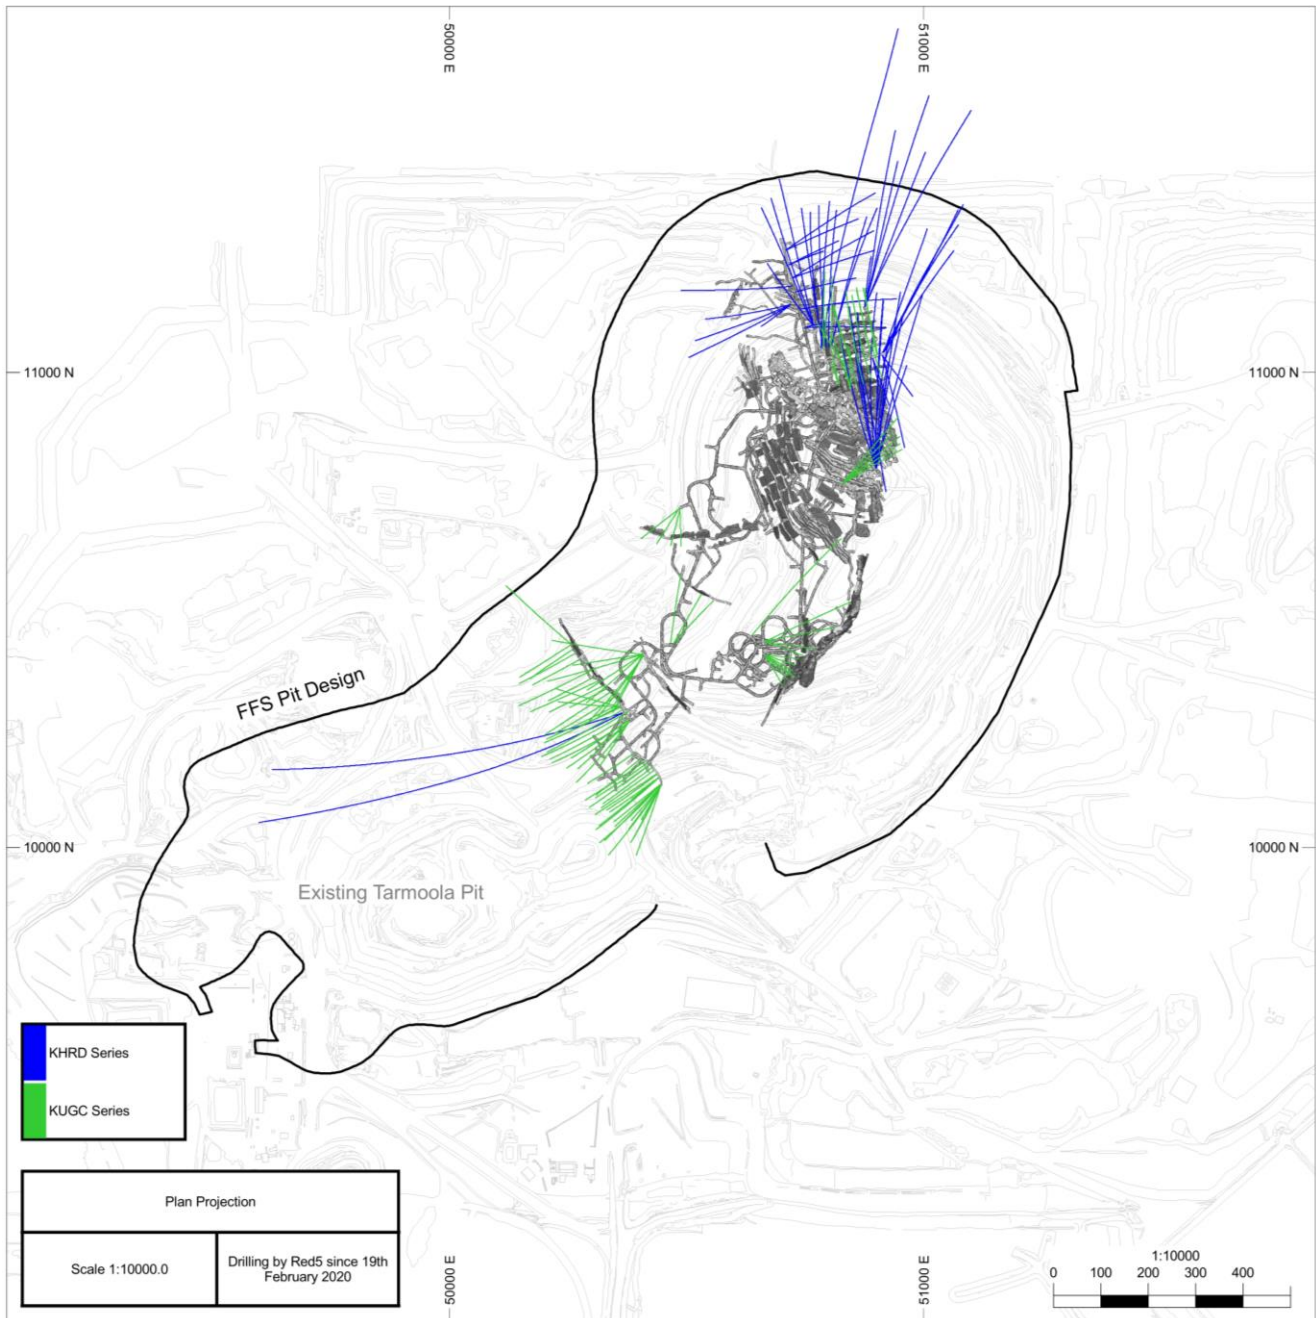 50000 E
51000 E
11000 N
11000 N
FFS Pit Design
10000 N
10000 N
Existing Tarmoola Pit
KHRD Series
KUGC Series
Plan Projection
Scale 1:10000.0
Drilling by Red5 since 19th
February 2020
50000 E
51000 E
1:10000
0 100 200 300 400